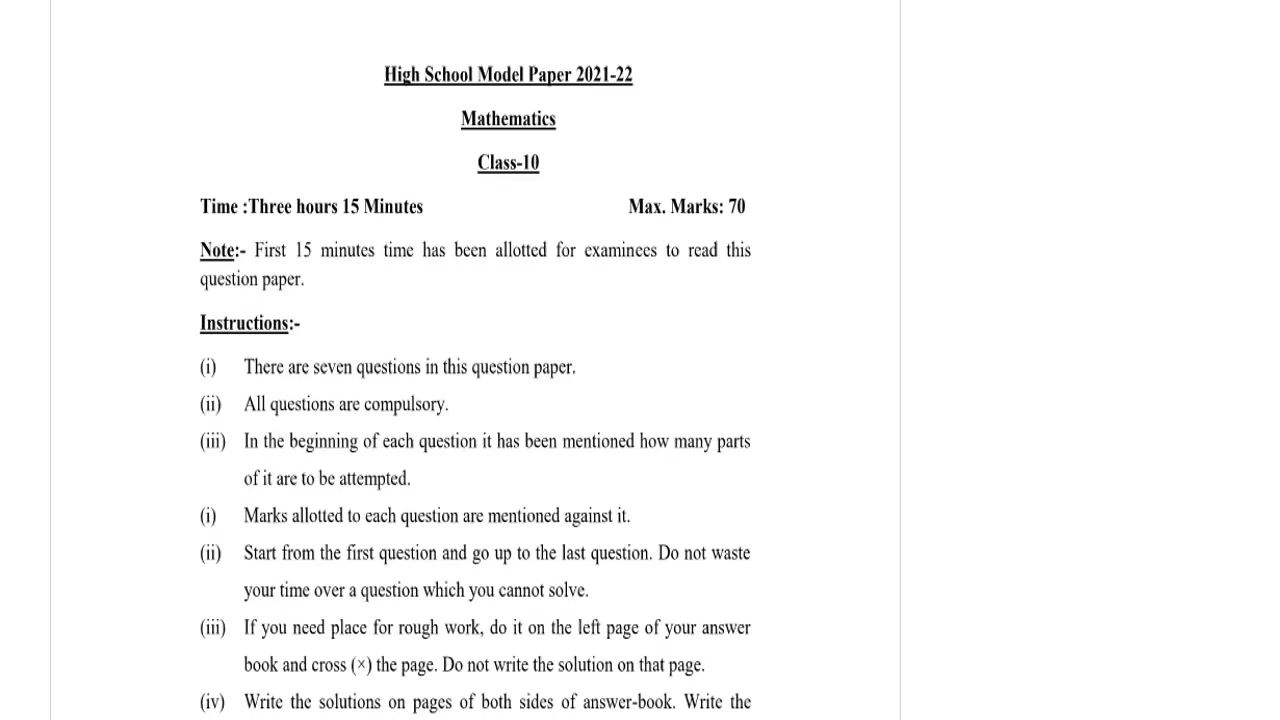 High School Model Paper 2021-22
Mathematics
Class-10
Time :Three hours 15 Minutes Max. Marks: 70
Note:- First 15 minutes time has been allotted for examinees to read this
question paper.
Instructions:-
(i) There are seven questions in this question paper.
(ii) All questions are compulsory.
(iii) In the beginning of each question it has been mentioned how many parts
of it are to be attempted.
(i) Marks allotted to each question are mentioned against it.
(ii) Start from the first question and go up to the last question. Do not waste
your time over a question which you cannot solve.
(iii) If you need place for rough work, do it on the left page of your answer
book and cross (×) the page. Do not write the solution on that page.
(iv) Write the solutions on pages of both sides of answer-book. Write the